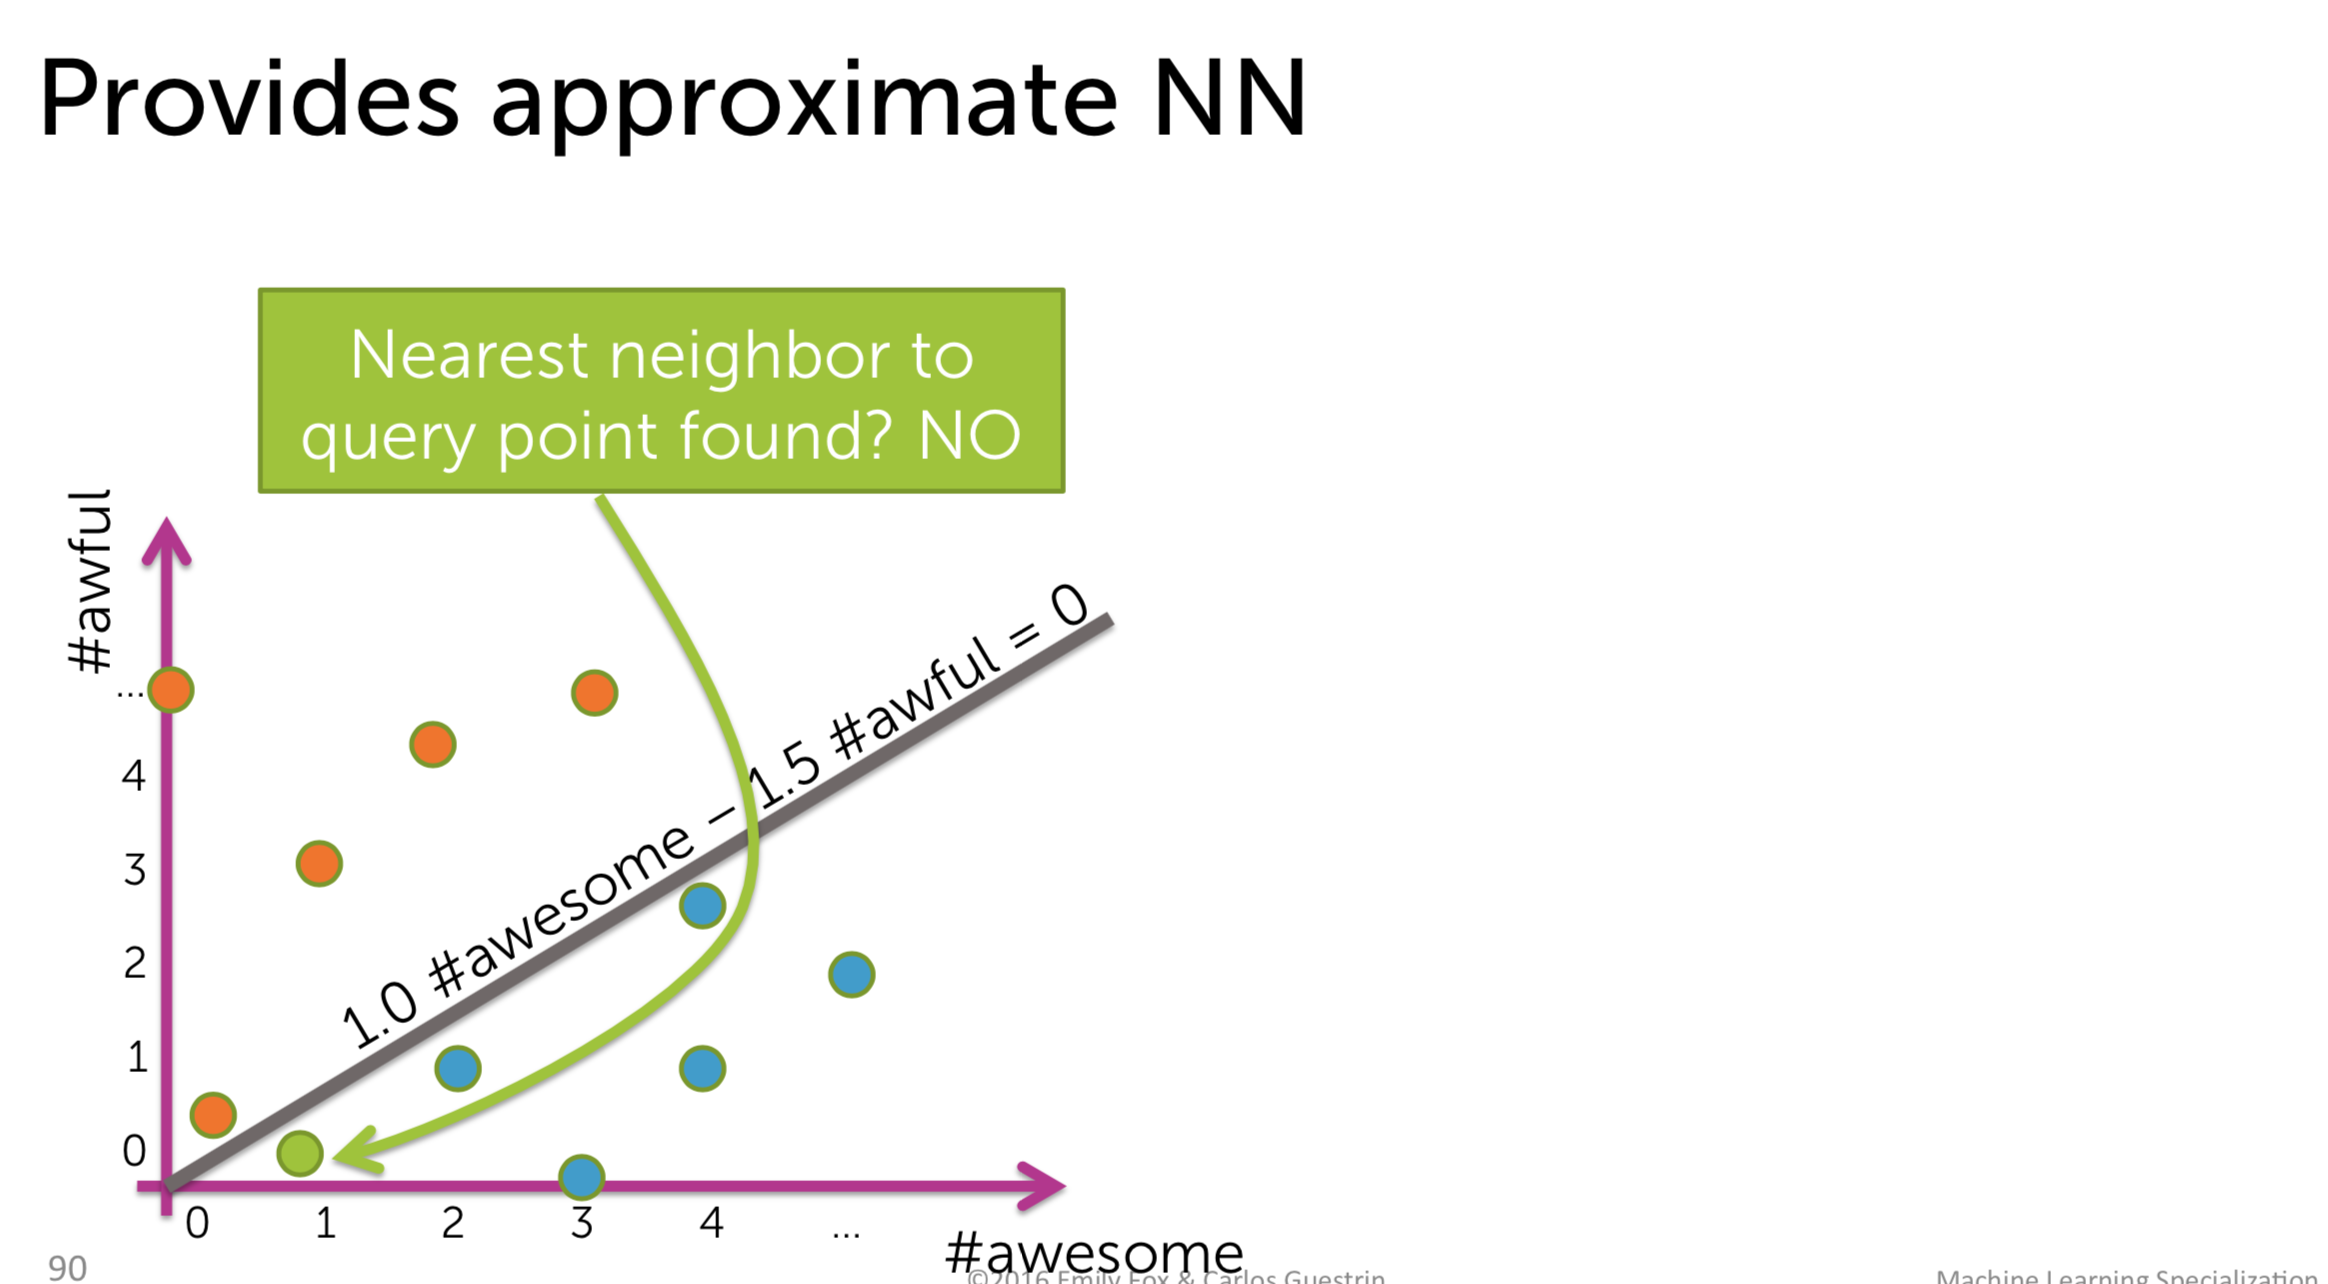 Provides approximate NN
Nearest neighbor to
query point found? NO
#awful
1.0 #awesome – 1.5 #awful = 0
...
4
3
2
1
0
0 1 2 3 4 ...
#awesome
90
©2016 Emily Fox & Carlos Guestrin
Machine Learning Specialization